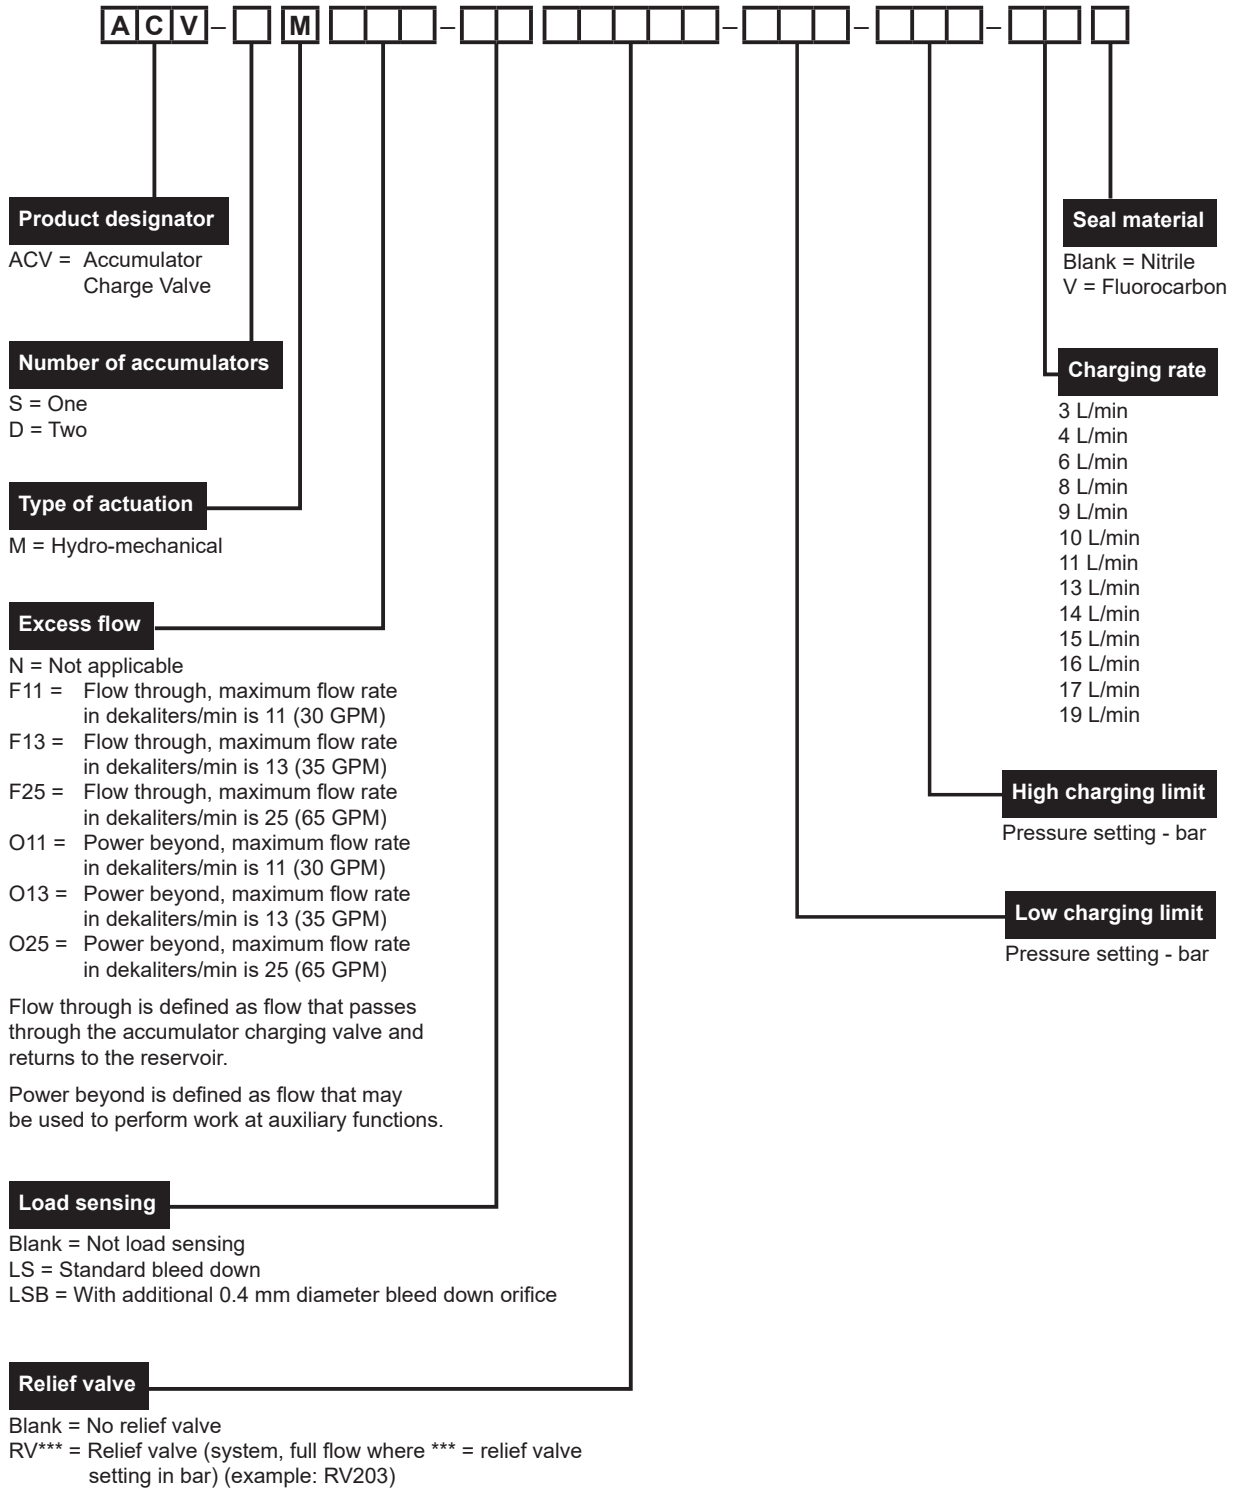 ACV– M – – – –
Product designator
ACV = Accumulator
Charge Valve
Number of accumulators
S = One
D = Two
Type of actuation
M = Hydro-mechanical
Excess flow
N = Not applicable
F11 = Flow through, maximum flow rate
in dekaliters/min is 11 (30 GPM)
F13 = Flow through, maximum flow rate
in dekaliters/min is 13 (35 GPM)
F25 = Flow through, maximum flow rate
in dekaliters/min is 25 (65 GPM)
O11 = Power beyond, maximum flow rate
in dekaliters/min is 11 (30 GPM)
O13 = Power beyond, maximum flow rate
in dekaliters/min is 13 (35 GPM)
O25 = Power beyond, maximum flow rate
in dekaliters/min is 25 (65 GPM)
Flow through is defined as flow that passes
through the accumulator charging valve and
returns to the reservoir.
Power beyond is defined as flow that may
be used to perform work at auxiliary functions.
Load sensing
Blank = Not load sensing
LS = Standard bleed down
LSB = With additional 0.4 mm diameter bleed down orifice
Relief valve
Blank = No relief valve
RV*** = Relief valve (system, full flow where *** = relief valve
setting in bar) (example: RV203)
Seal material
Blank = Nitrile
V = Fluorocarbon
Charging rate
3 L/min
4 L/min
6 L/min
8 L/min
9 L/min
10 L/min
11 L/min
13 L/min
14 L/min
15 L/min
16 L/min
17 L/min
19 L/min
High charging limit
Pressure setting - bar
Low charging limit
Pressure setting - bar